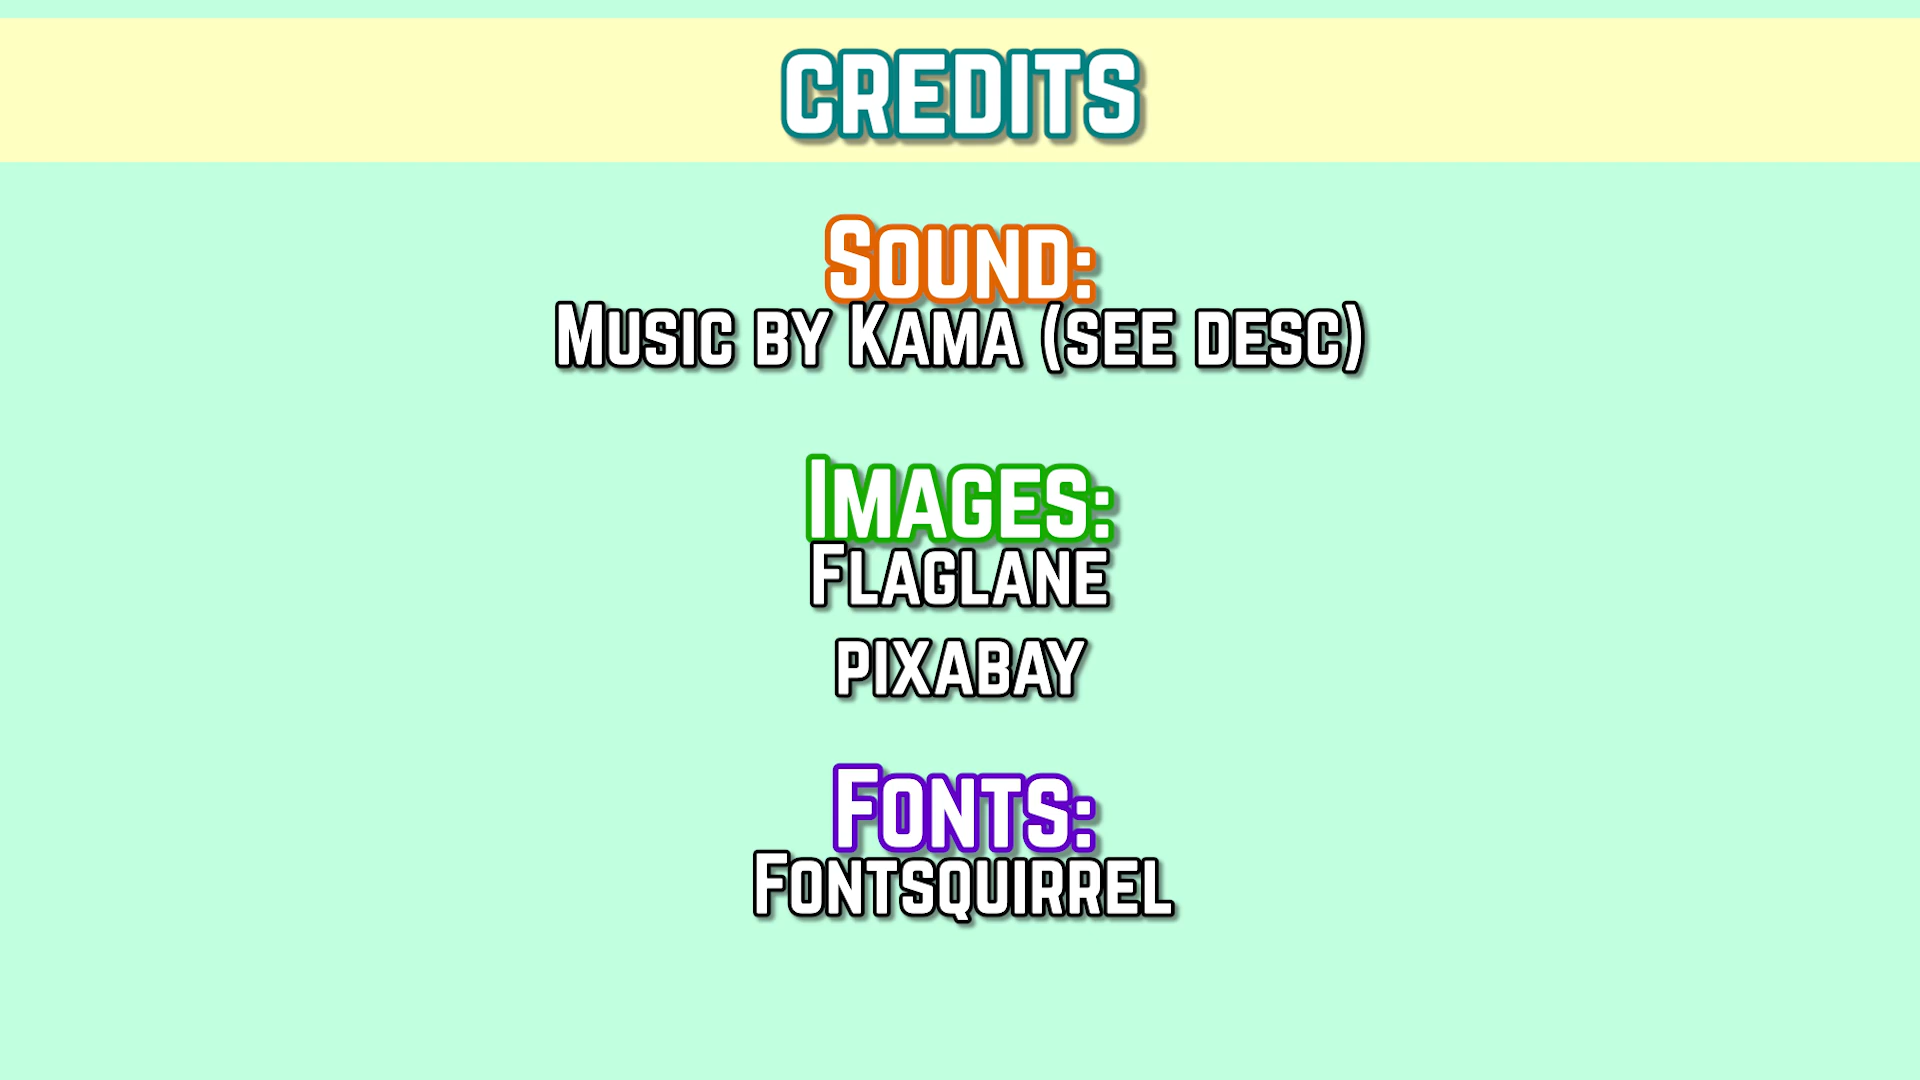 CREDITS
SOUND:
MUSIC BY KAMA (SEE DESC)
IMAGES:
FLAGLANE
PIXABAY
FONTS:
FONTSQUIRREL